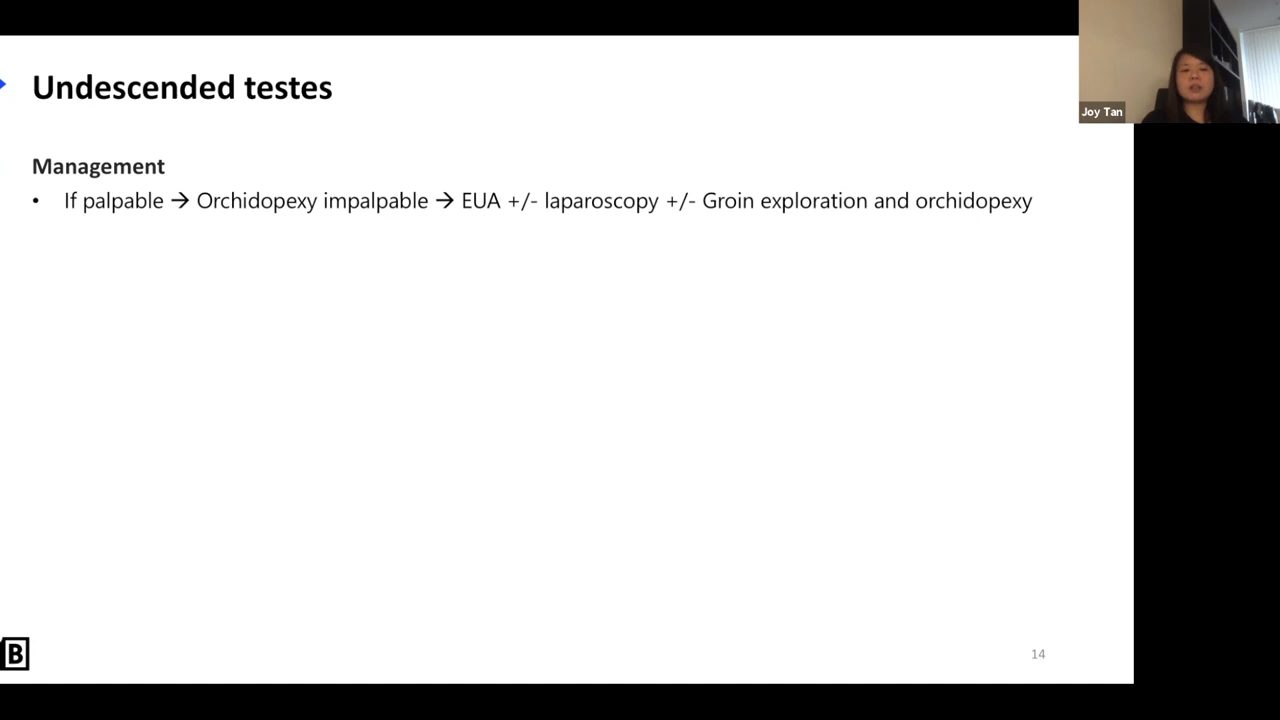 Undescended testes
Joy Tan
Management
• If palpable → Orchidopexy impalpable → EUA +/- laparoscopy +/- Groin exploration and orchidopexy
B
14